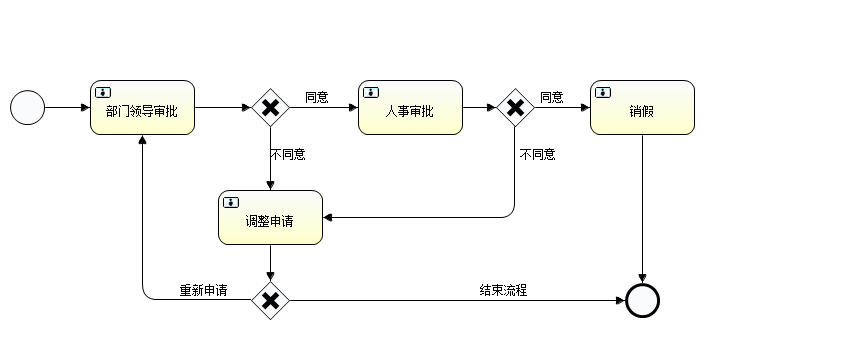 同意
同意
部门领导审批
人事审批
销假
不同意
不同意
调整申请
重新申请
结束流程